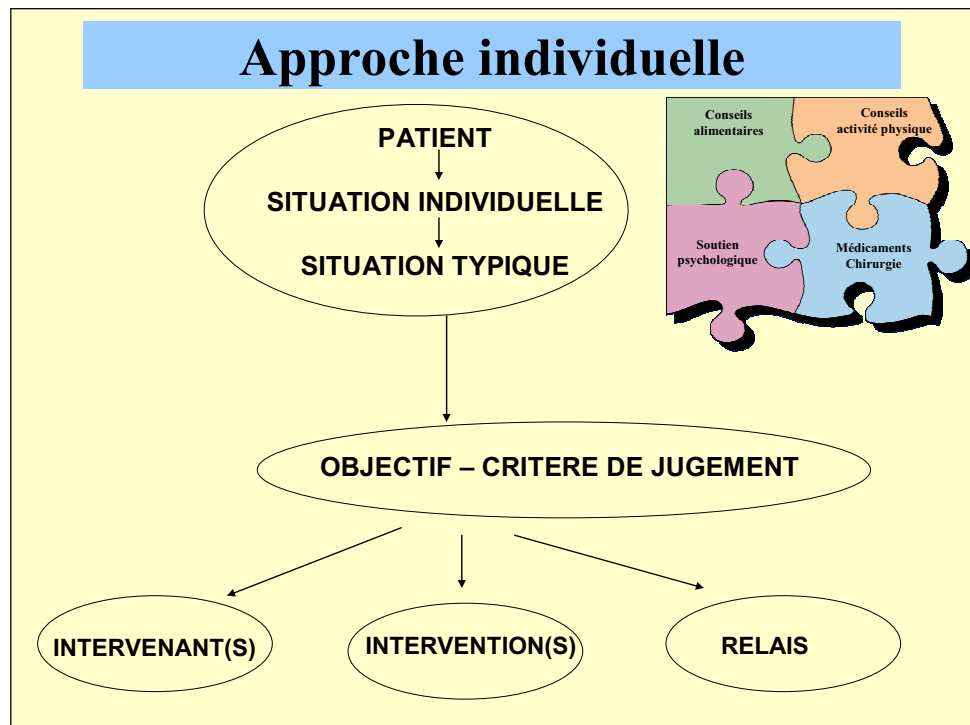 Approche individuelle
PATIENT
SITUATION INDIVIDUELLE
SITUATION TYPIQUE
Conseils
alimentaires
Conseils
activité physique
Soutien
psychologique
Médicaments
Chirurgie
OBJECTIF – CRITERE DE JUGEMENT
INTERVENANT(S)
INTERVENTION(S)
RELAIS